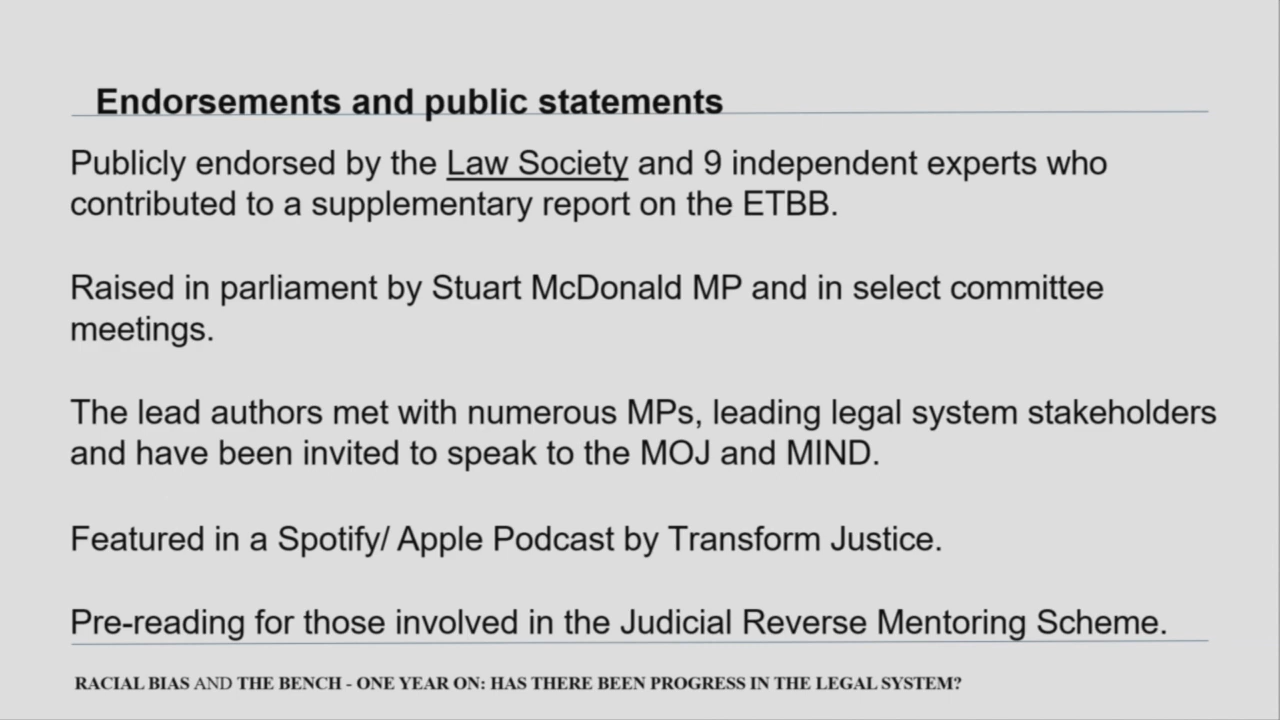 Endorsements and public statements
Publicly endorsed by the Law Society and 9 independent experts who
contributed to a supplementary report on the ETBB.
Raised in parliament by Stuart McDonald MP and in select committee
meetings.
The lead authors met with numerous MPs, leading legal system stakeholders
and have been invited to speak to the MOJ and MIND.
Featured in a Spotify/ Apple Podcast by Transform Justice.
Pre-reading for those involved in the Judicial Reverse Mentoring Scheme.
RACIAL BIAS AND THE BENCH - ONE YEAR ON: HAS THERE BEEN PROGRESS IN THE LEGAL SYSTEM?